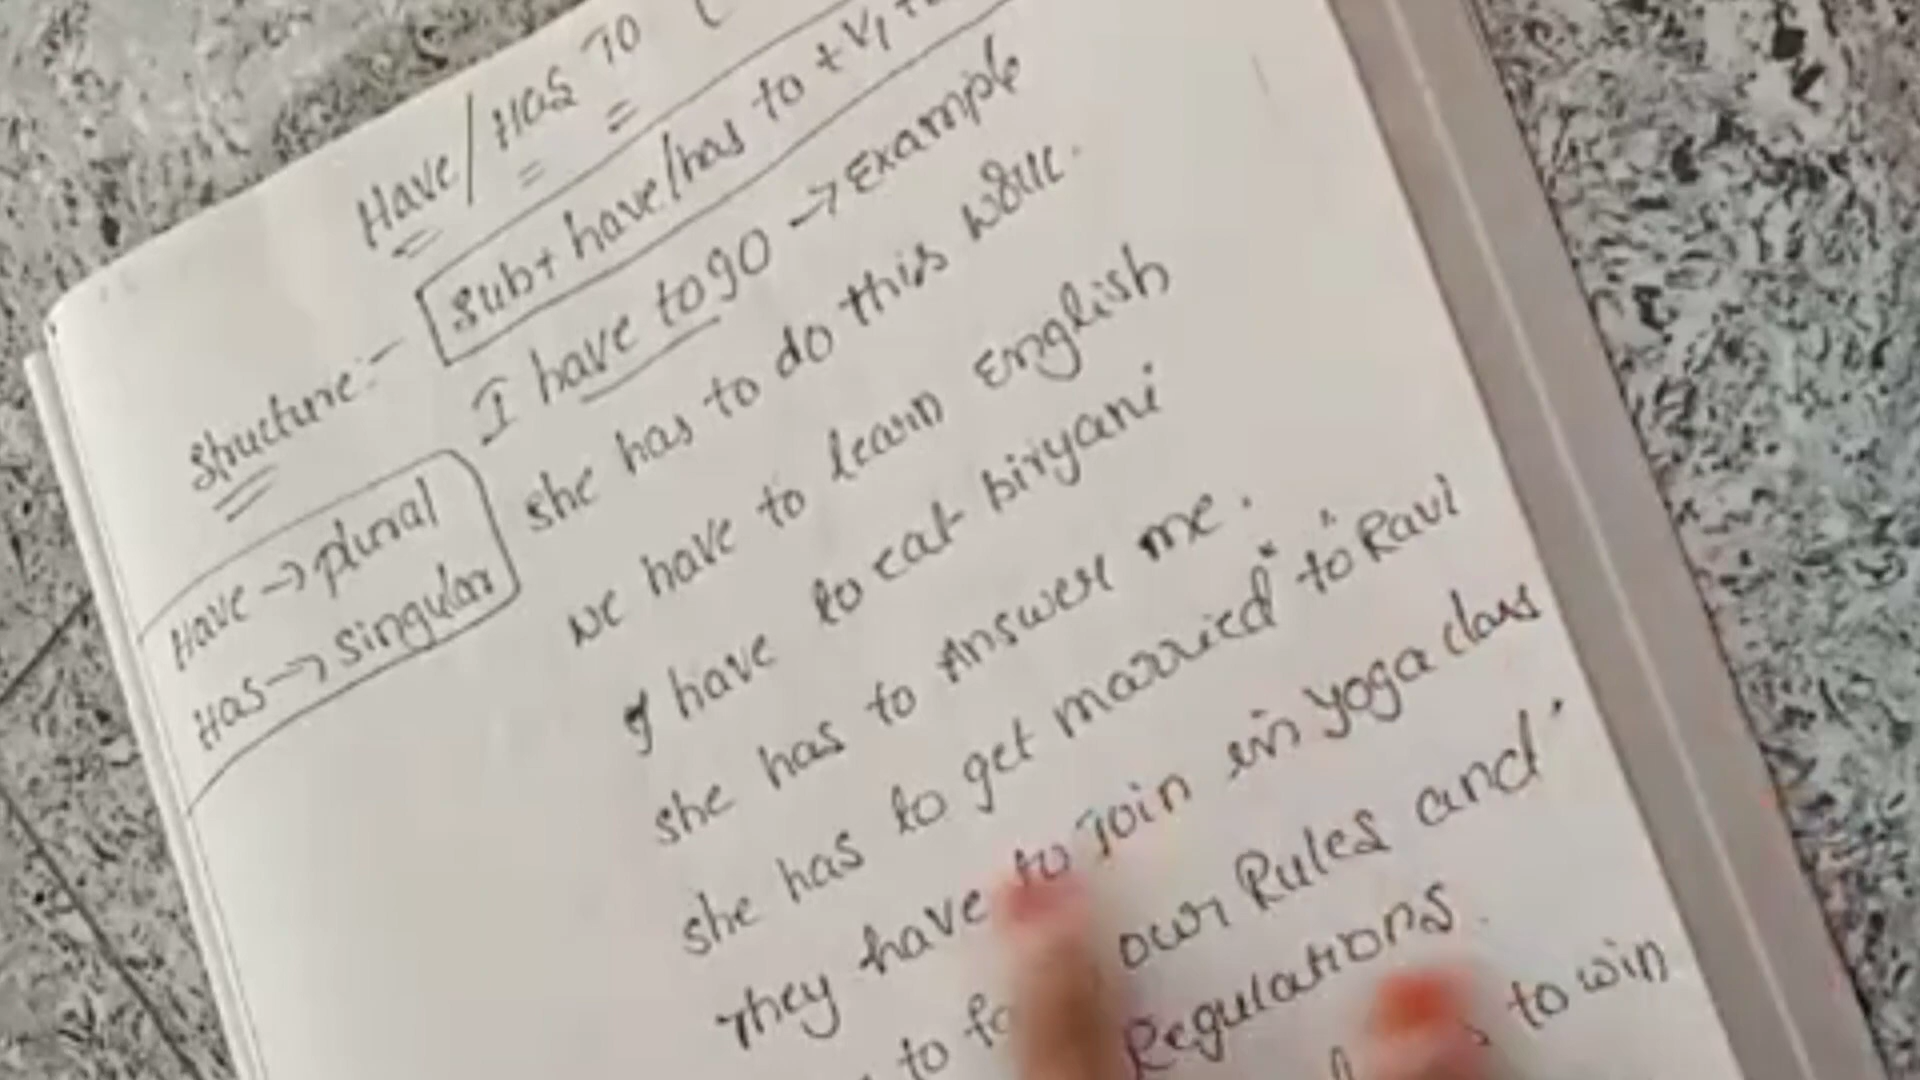 Have/Has To (
Structure:- Sub+ have/has to + V1 +
I have to go → Example
Have → plural
Has → singular
She has to do this work.
We have to learn English
I have to eat biryani
She has to Answer me.
She has to get married" to Ravi
They have to Join in yoga class
to our Rules and
Regulations.
to win